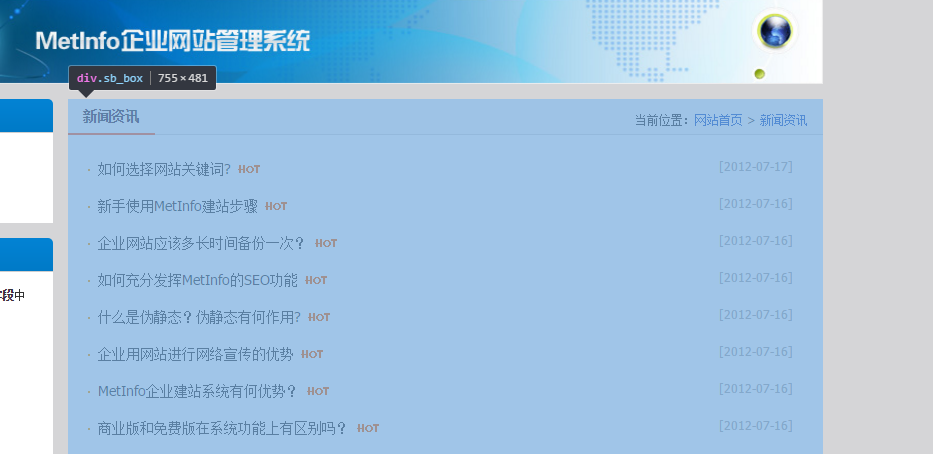 MetInfo企业网站管理系统
div.sb_box | 755×481
新闻资讯
当前位置：网站首页 > 新闻资讯
· 如何选择网站关键词? HOT [2012-07-17]
· 新手使用MetInfo建站步骤 HOT [2012-07-16]
· 企业网站应该多长时间备份一次？ HOT [2012-07-16]
· 如何充分发挥MetInfo的SEO功能 HOT [2012-07-16]
段中
· 什么是伪静态？伪静态有何作用? HOT [2012-07-16]
· 企业用网站进行网络宣传的优势 HOT [2012-07-16]
· MetInfo企业建站系统有何优势？ HOT [2012-07-16]
· 商业版和免费版在系统功能上有区别吗？ HOT [2012-07-16]